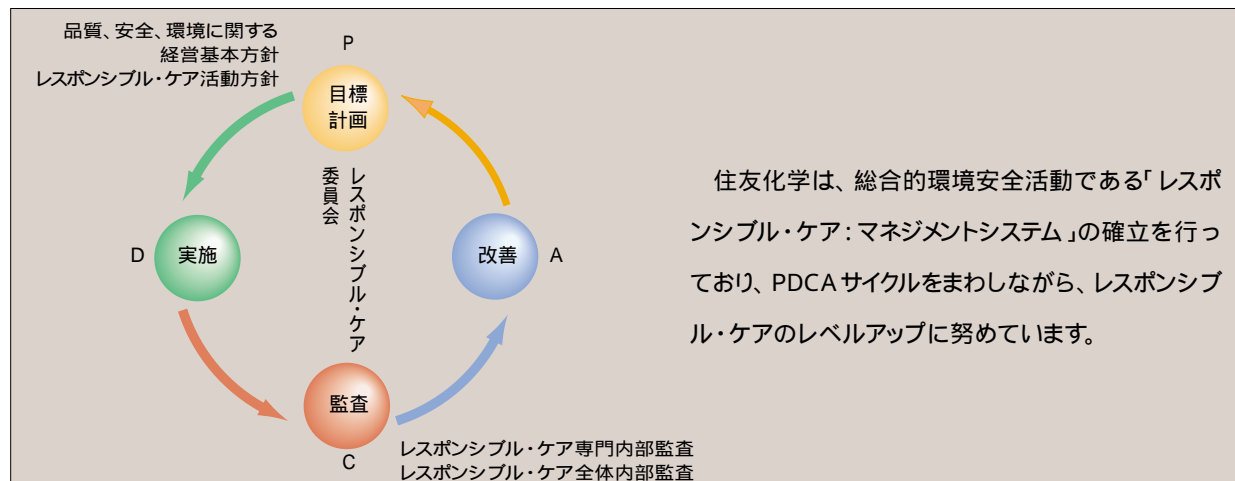 品質、安全、環境に関する
経営基本方針
レスポンシブル・ケア活動方針
P
目標
計画
レスポンシブル・ケア
委員会
D
実施
改善
A
監査
C
レスポンシブル・ケア専門内部監査
レスポンシブル・ケア全体内部監査
住友化学は、総合的環境安全活動である「レスポ
ンシブル・ケア:マネジメントシステム」の確立を行っ
ており、PDCAサイクルをまわしながら、レスポンシブ
ル・ケアのレベルアップに努めています。